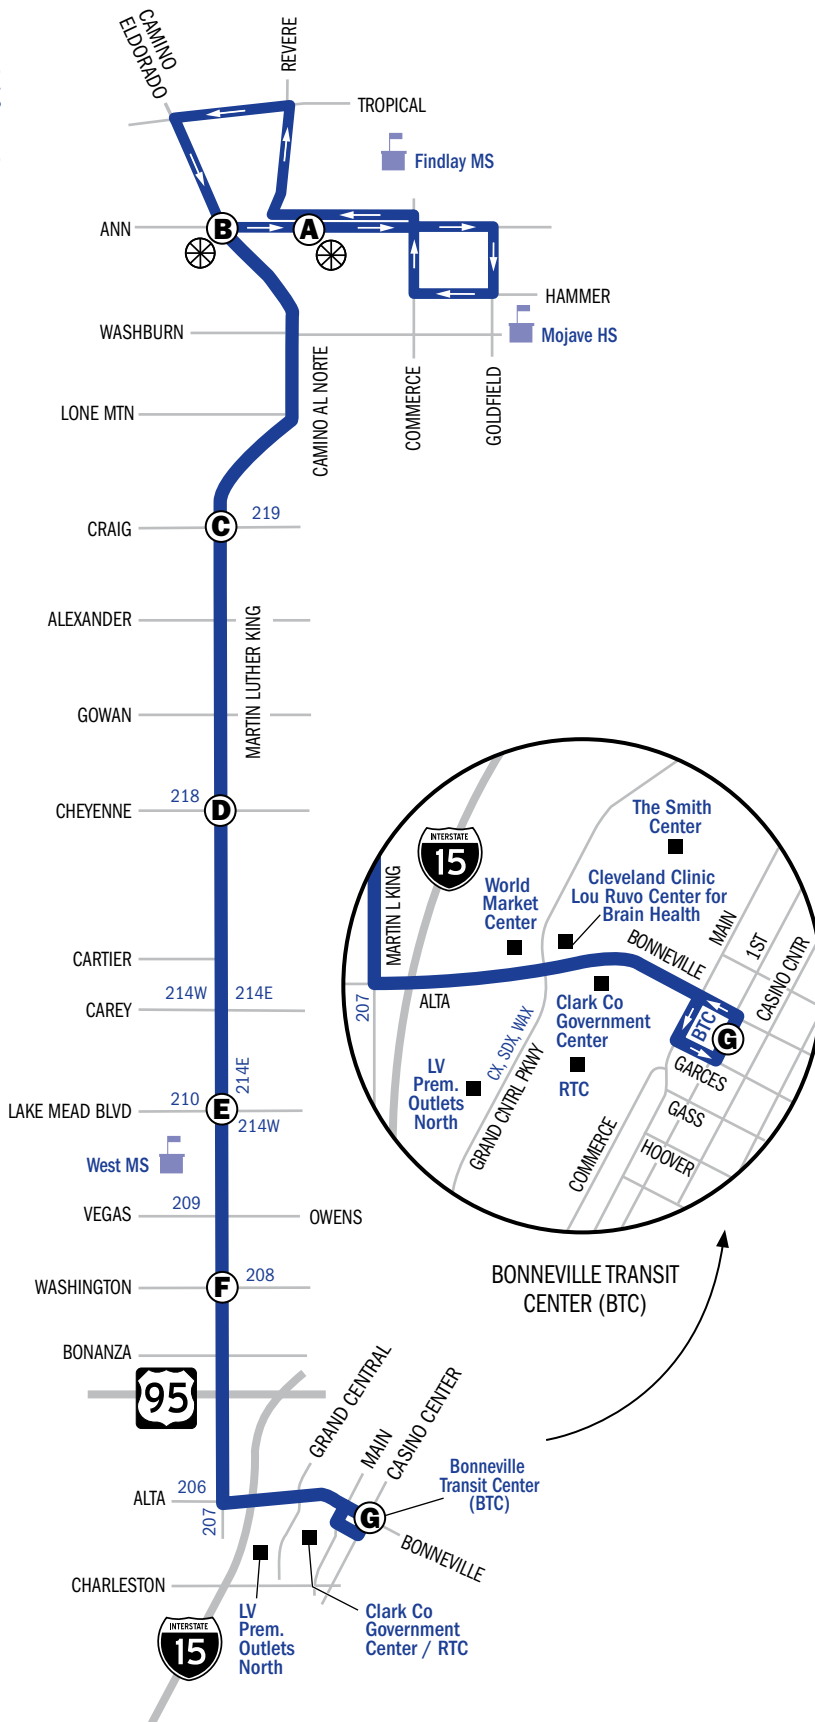 CAMINO
ELDORADO
REVERE
TROPICAL
Findlay MS
ANN
B
A
HAMMER
WASHBURN
Mojave HS
CAMINO AL NORTE
COMMERCE
GOLDFIELD
LONE MTN
CRAIG
C
219
ALEXANDER
MARTIN LUTHER KING
GOWAN
CHEYENNE
218
D
CARTIER
CAREY
214W
214E
214E
LAKE MEAD BLVD
210
E
214W
West MS
VEGAS
209
OWENS
WASHINGTON
F
208
BONANZA
95
GRAND CENTRAL
MAIN
CASINO CENTER
ALTA
206
207
G
Bonneville
Transit Center
(BTC)
BONNEVILLE
CHARLESTON
INTERSTATE
15
LV
Prem.
Outlets
North
Clark Co
Government
Center / RTC
The Smith
Center
INTERSTATE
15
MARTIN L KING
World
Market
Center
Cleveland Clinic
Lou Ruvo Center for
Brain Health
BONNEVILLE
MAIN
1ST
CASINO CNTR
207
ALTA
Clark Co
Government
Center
BTC
G
CX, SDX, WAX
GRAND CNTRL PKWY
LV
Prem.
Outlets
North
RTC
GARCES
GASS
HOOVER
COMMERCE
BONNEVILLE TRANSIT
CENTER (BTC)